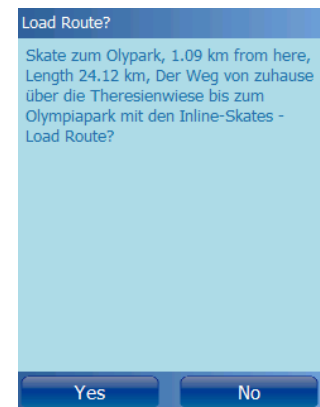 Load Route?
Skate zum Olypark, 1.09 km from here,
Length 24.12 km, Der Weg von zuhause
über die Theresienwiese bis zum
Olympiapark mit den Inline-Skates -
Load Route?
Yes
No